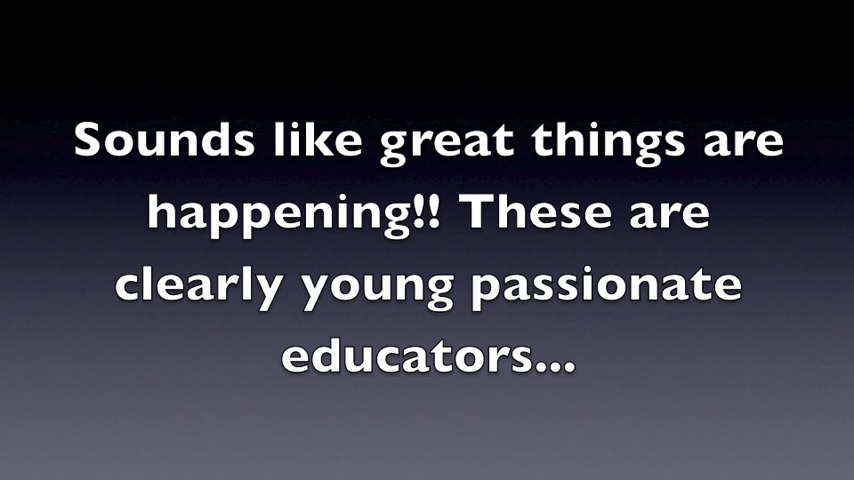 Sounds like great things are
happening!! These are
clearly young passionate
educators...